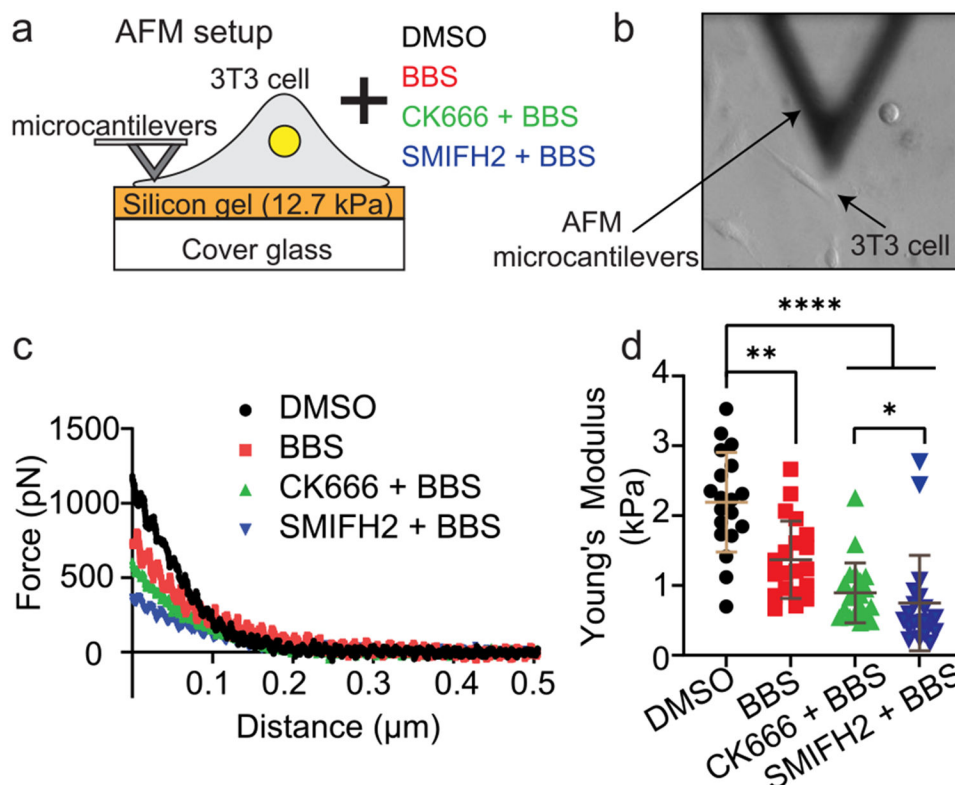 a
AFM setup
3T3 cell
microcantilevers
Silicon gel (12.7 kPa)
Cover glass
+
DMSO
BBS
CK666 + BBS
SMIFH2 + BBS
b
AFM
microcantilevers
3T3 cell
c
DMSO
BBS
CK666 + BBS
SMIFH2 + BBS
Force (pN)
1500
1000
500
0
0.1
0.2
0.3
0.4
0.5
Distance (µm)
d
****
**
*
Young's Modulus
(kPa)
4
3
2
1
0
DMSO
BBS
CK666 + BBS
SMIFH2 + BBS